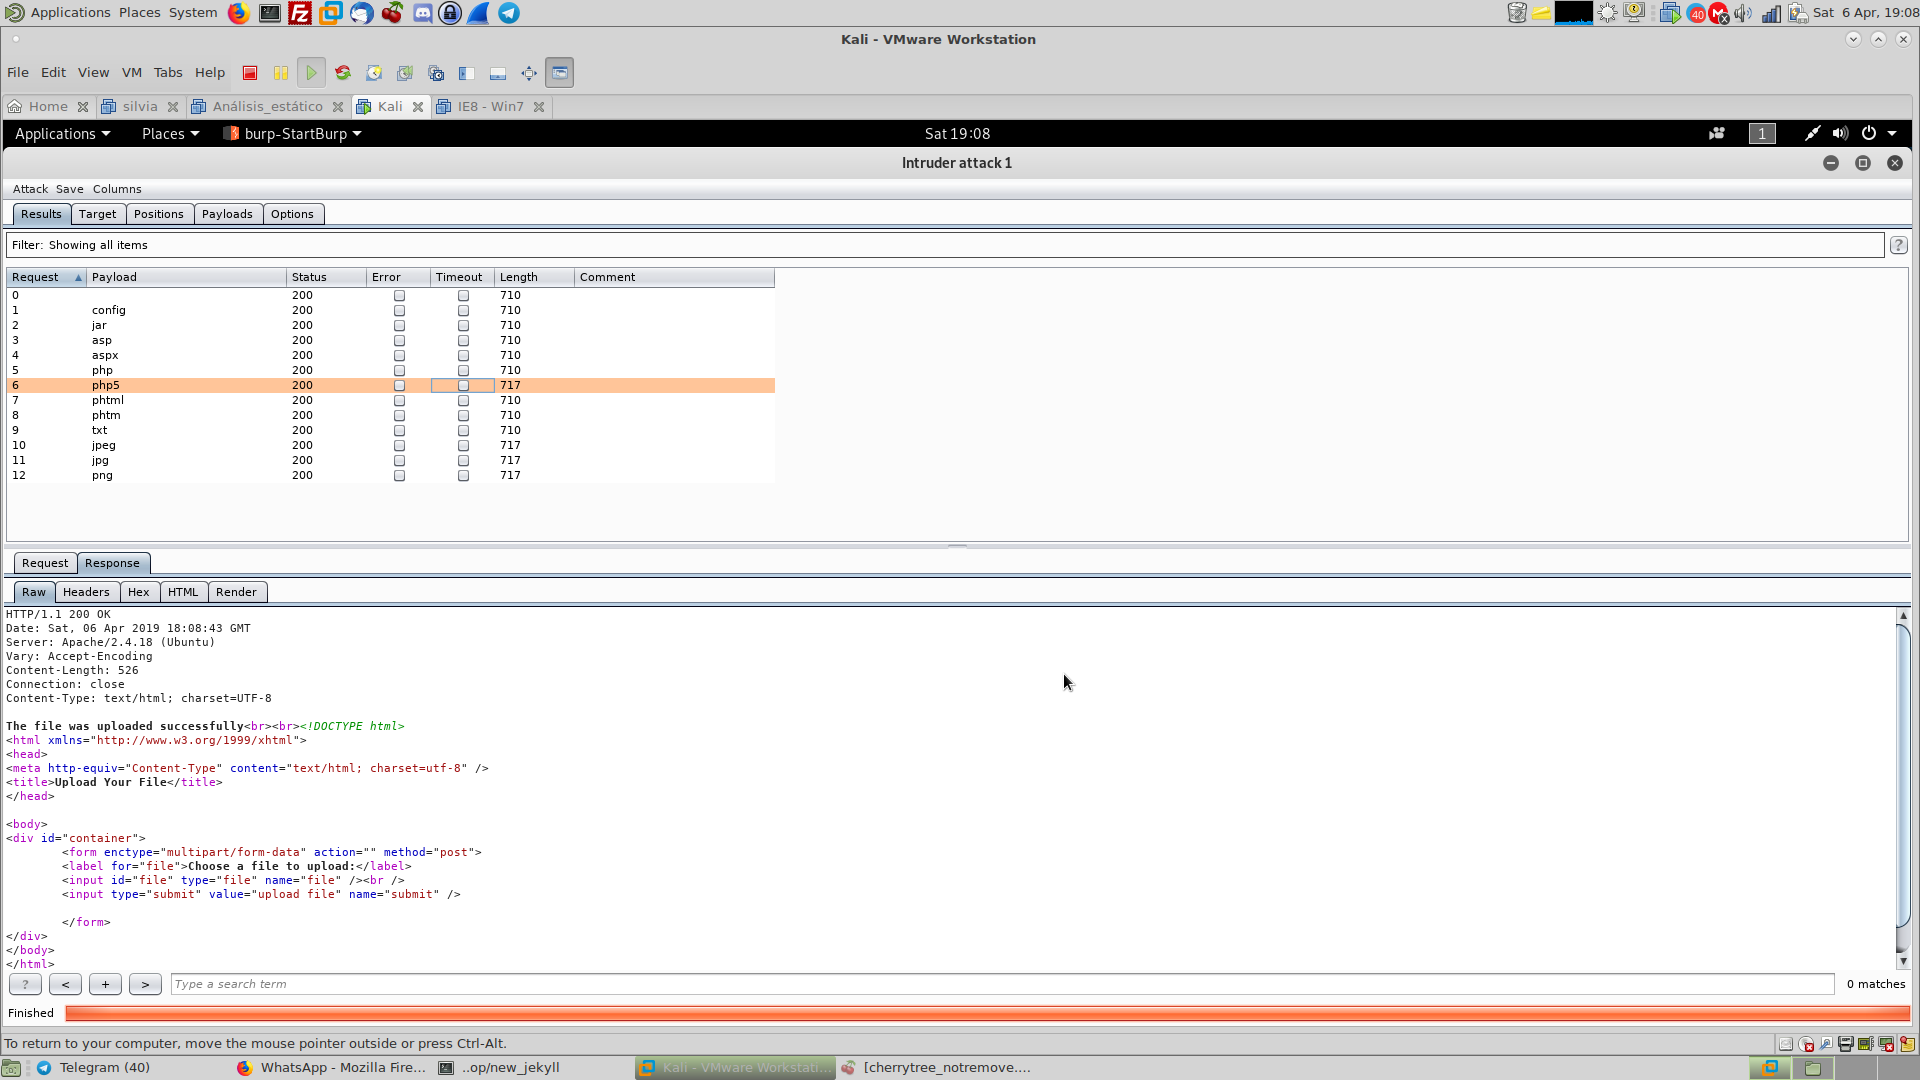 Applications Places System
40
Sat 6 Apr, 19:08
Kali - VMware Workstation
File Edit View VM Tabs Help
Home silvia Análisis_estático Kali IE8 - Win7
Applications Places burp-StartBurp Sat 19:08 1
Intruder attack 1
Attack Save Columns
Results Target Positions Payloads Options
Filter: Showing all items ?
Request Payload Status Error Timeout Length Comment
0 200 710
1 config 200 710
2 jar 200 710
3 asp 200 710
4 aspx 200 710
5 php 200 710
6 php5 200 717
7 phtml 200 710
8 phtm 200 710
9 txt 200 710
10 jpeg 200 717
11 jpg 200 717
12 png 200 717
Request Response
Raw Headers Hex HTML Render
HTTP/1.1 200 OK
Date: Sat, 06 Apr 2019 18:08:43 GMT
Server: Apache/2.4.18 (Ubuntu)
Vary: Accept-Encoding
Content-Length: 526
Connection: close
Content-Type: text/html; charset=UTF-8
The file was uploaded successfully<br><br><!DOCTYPE html>
<html xmlns="http://www.w3.org/1999/xhtml">
<head>
<meta http-equiv="Content-Type" content="text/html; charset=utf-8" />
<title>Upload Your File</title>
</head>
<body>
<div id="container">
<form enctype="multipart/form-data" action="" method="post">
<label for="file">Choose a file to upload:</label>
<input id="file" type="file" name="file" /><br />
<input type="submit" value="upload file" name="submit" />
</form>
</div>
</body>
</html>
? < + > Type a search term 0 matches
Finished
To return to your computer, move the mouse pointer outside or press Ctrl-Alt.
Telegram (40) WhatsApp - Mozilla Fire... ..op/new_jekyll Kali - VMware Workstati... [cherrytree_notremove....